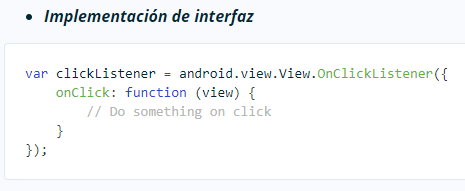 • Implementación de interfaz
var clickListener = android.view.View.OnClickListener({
    onClick: function (view) {
        // Do something on click
    }
});